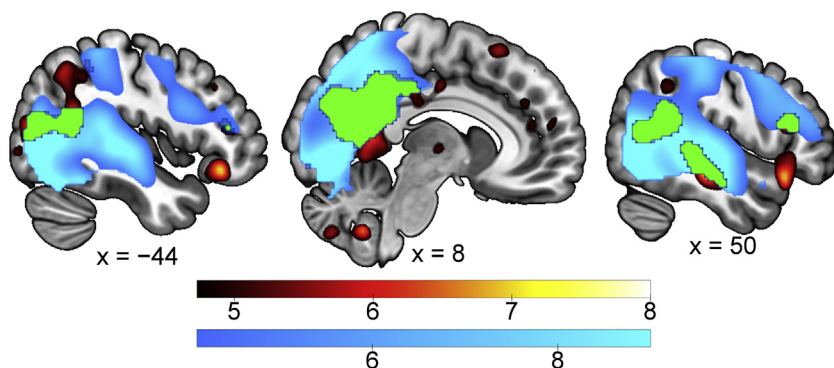 x = −44
x = 8
x = 50
5 6 7 8
6 8